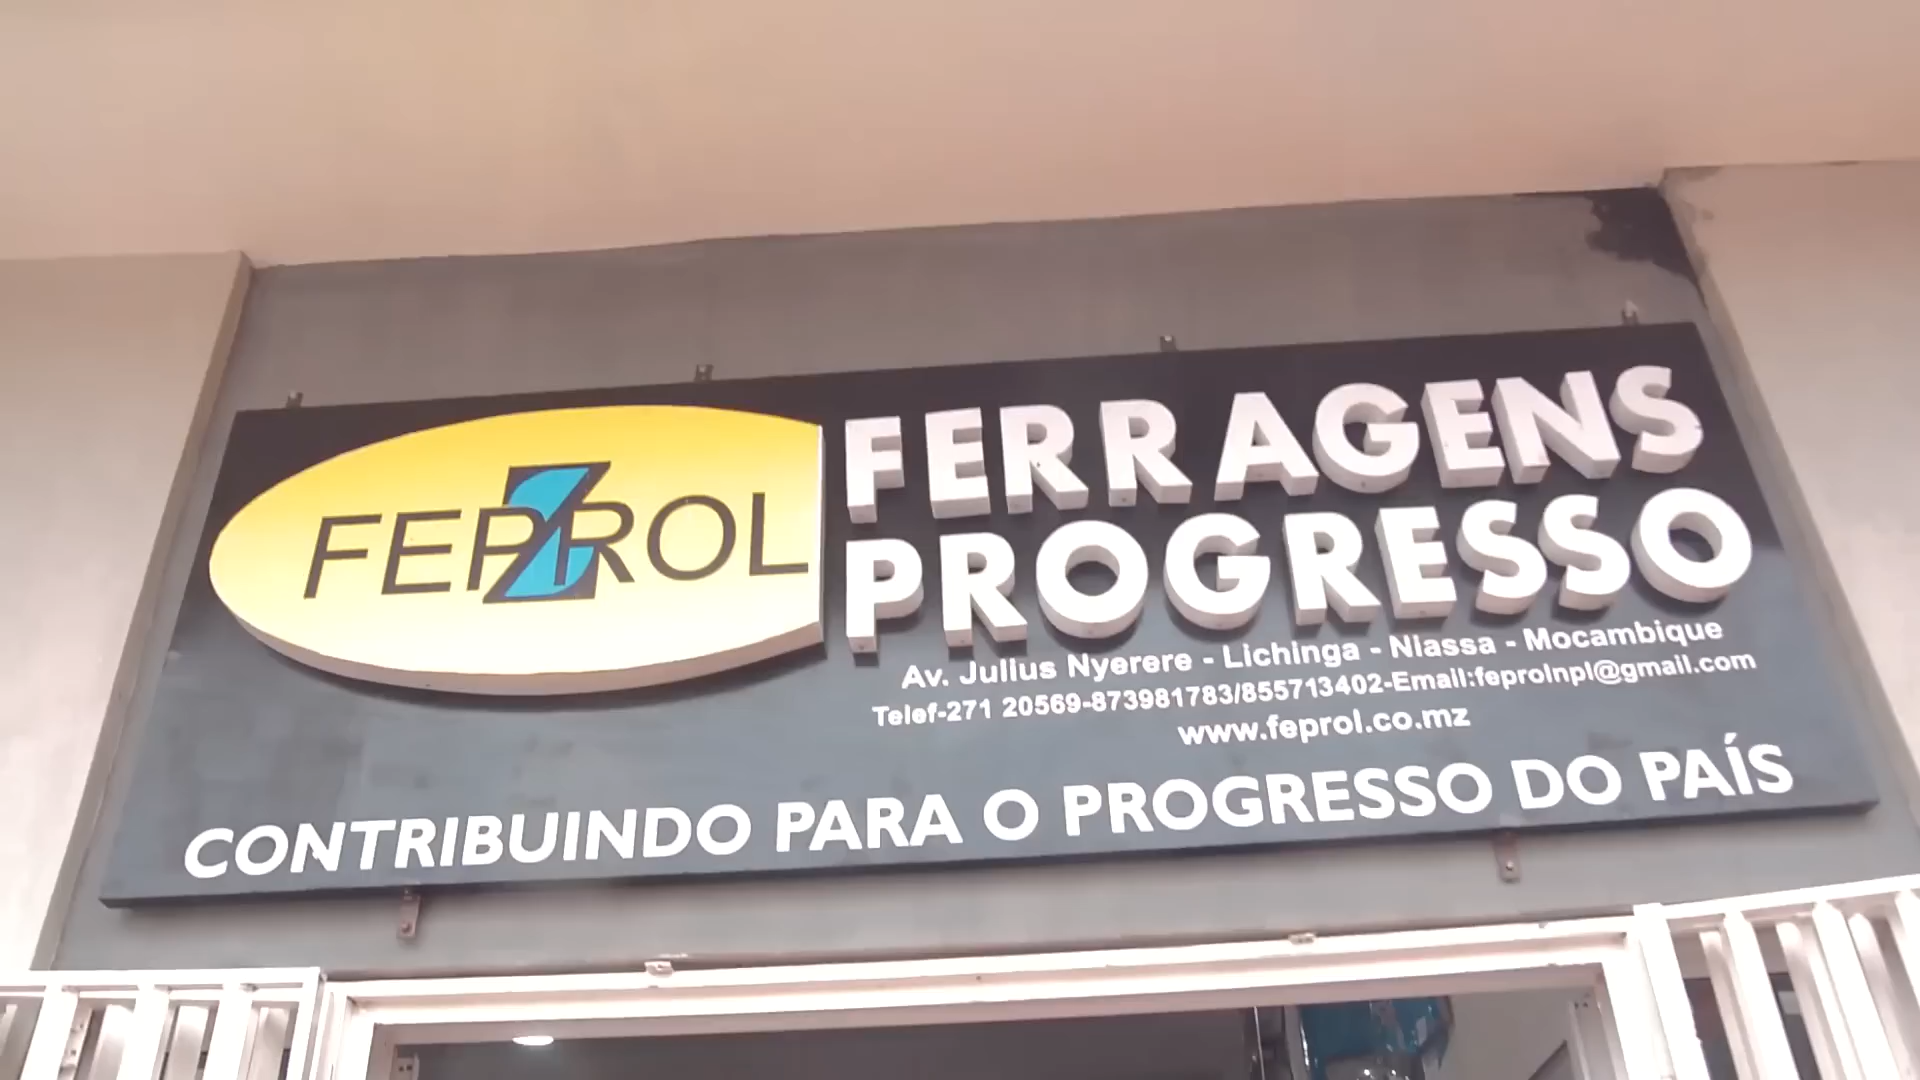 FEPROL
FERRAGENS
PROGRESSO
Av. Julius Nyerere - Lichinga - Niassa - Mocambique
Telef-271 20569-873981783/855713402-Email:feprolnpl@gmail.com
www.feprol.co.mz
CONTRIBUINDO PARA O PROGRESSO DO PAÍS